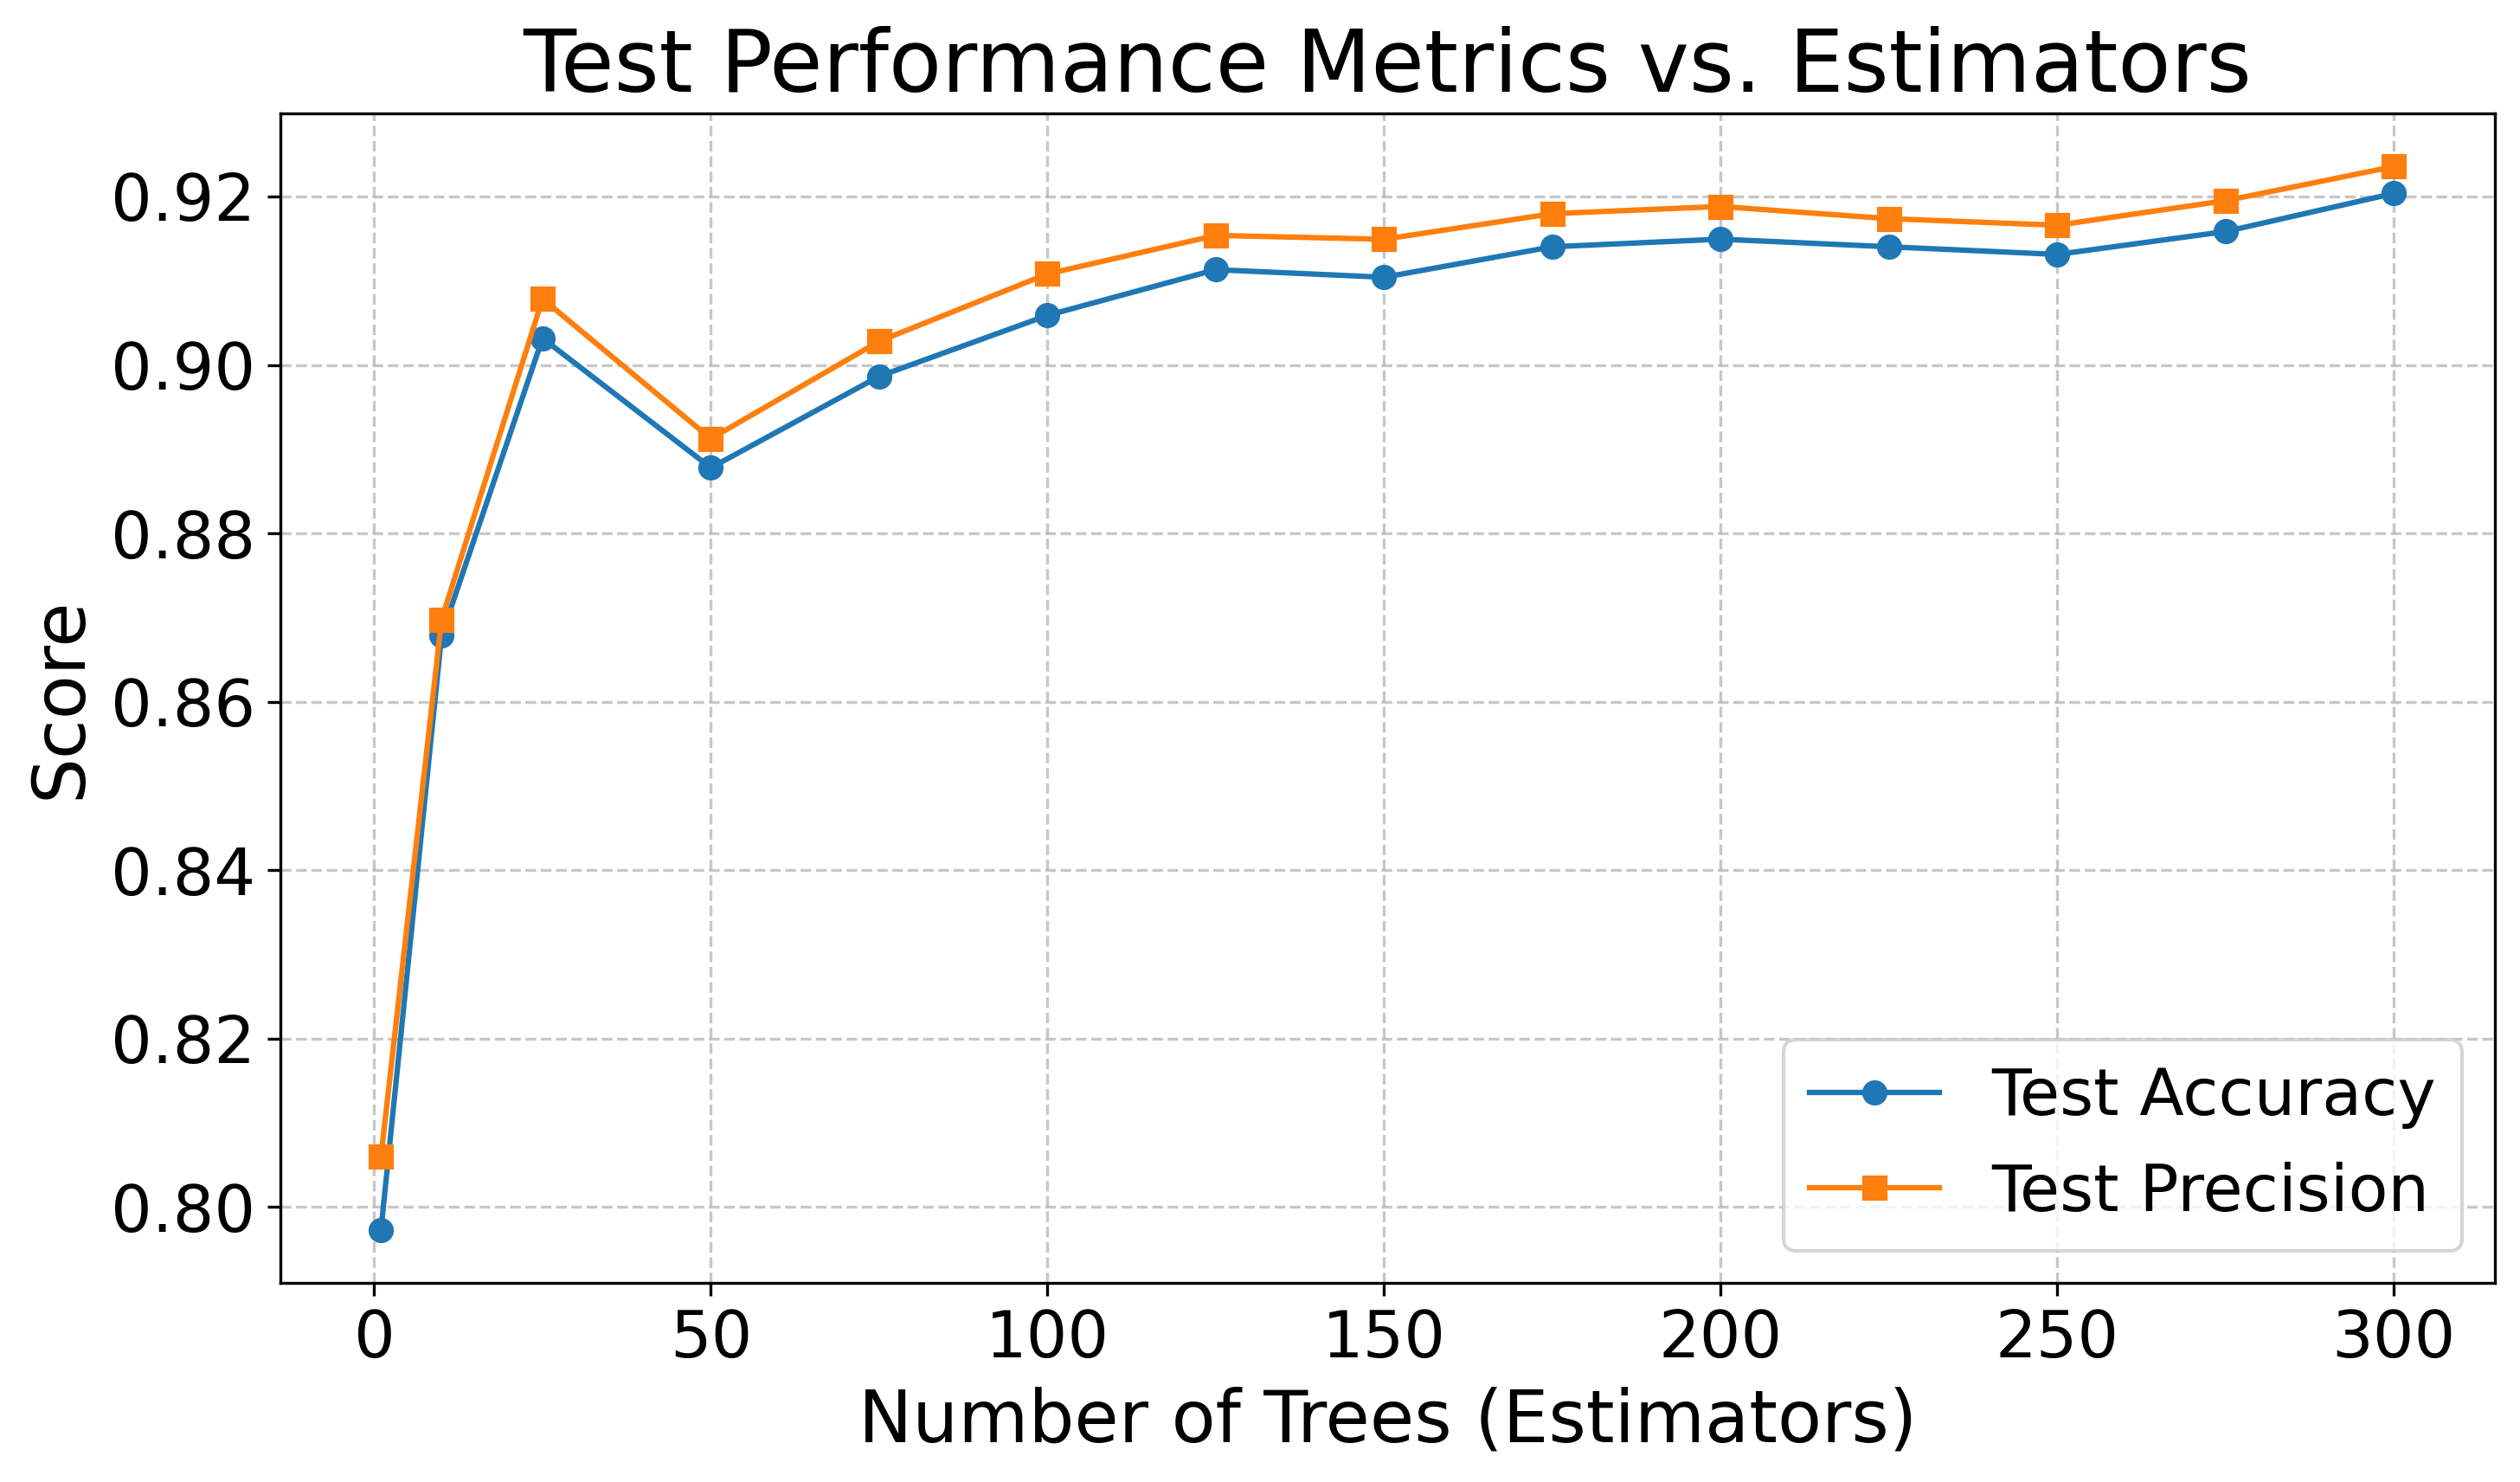 Test Performance Metrics vs. Estimators
0.92
0.90
0.88
0.86
0.84
0.82
0.80
Score
Test Accuracy
Test Precision
0 50 100 150 200 250 300
Number of Trees (Estimators)